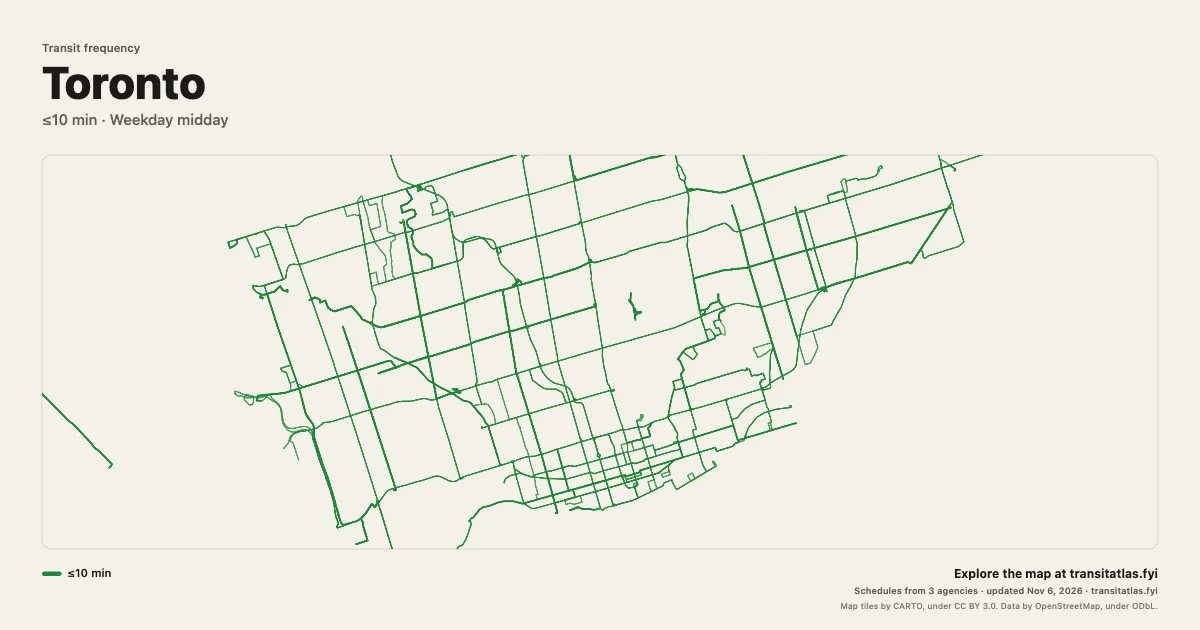 Transit frequency
Toronto
≤10 min · Weekday midday
≤10 min
Explore the map at transitatlas.fyi
Schedules from 3 agencies · updated Nov 6, 2026 · transitatlas.fyi
Map tiles by CARTO, under CC BY 3.0. Data by OpenStreetMap, under ODbL.